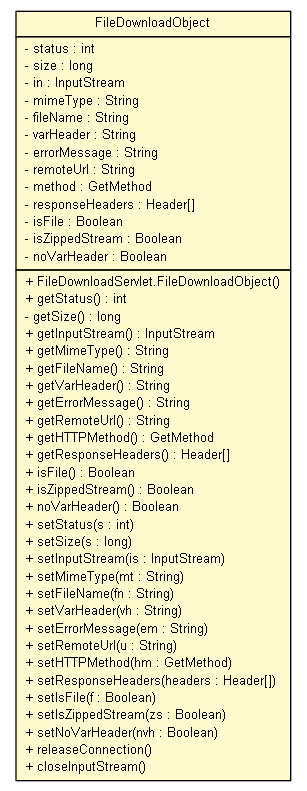 FileDownloadObject
- status : int
- size : long
- in : InputStream
- mimeType : String
- fileName : String
- varHeader : String
- errorMessage : String
- remoteUrl : String
- method : GetMethod
- responseHeaders : Header[]
- isFile : Boolean
- isZippedStream : Boolean
- noVarHeader : Boolean
+ FileDownloadServlet.FileDownloadObject()
+ getStatus() : int
- getSize() : long
+ getInputStream() : InputStream
+ getMimeType() : String
+ getFileName() : String
+ getVarHeader() : String
+ getErrorMessage() : String
+ getRemoteUrl() : String
+ getHTTPMethod() : GetMethod
+ getResponseHeaders() : Header[]
+ isFile() : Boolean
+ isZippedStream() : Boolean
+ noVarHeader() : Boolean
+ setStatus(s : int)
+ setSize(s : long)
+ setInputStream(is : InputStream)
+ setMimeType(mt : String)
+ setFileName(fn : String)
+ setVarHeader(vh : String)
+ setErrorMessage(em : String)
+ setRemoteUrl(u : String)
+ setHTTPMethod(hm : GetMethod)
+ setResponseHeaders(headers : Header[])
+ setIsFile(f : Boolean)
+ setIsZippedStream(zs : Boolean)
+ setNoVarHeader(nvh : Boolean)
+ releaseConnection()
+ closeInputStream()